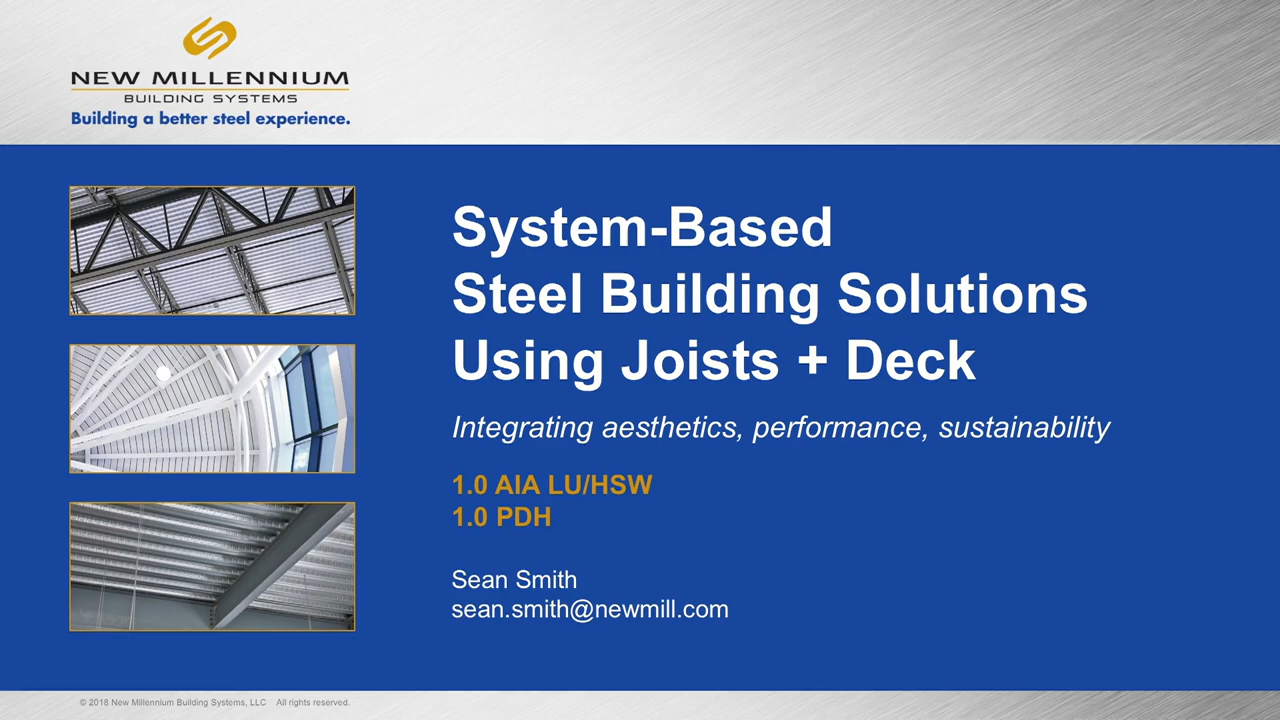 NEW MILLENNIUM
BUILDING SYSTEMS
Building a better steel experience.
System-Based
Steel Building Solutions
Using Joists + Deck
Integrating aesthetics, performance, sustainability
1.0 AIA LU/HSW
1.0 PDH
Sean Smith
sean.smith@newmill.com
© 2018 New Millennium Building Systems, LLC All rights reserved.